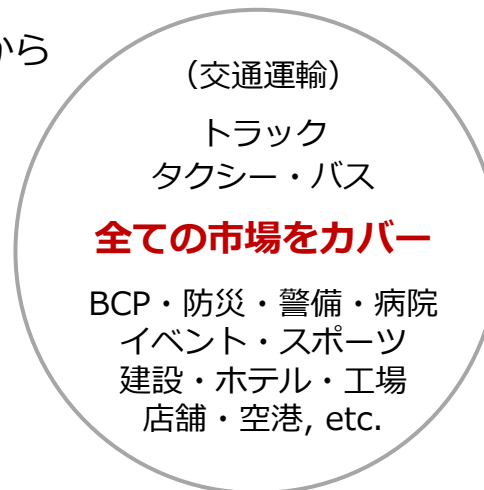 から
（交通運輸）
トラック
タクシー・バス
全ての市場をカバー
BCP・防災・警備・病院
イベント・スポーツ
建設・ホテル・工場
店舗・空港, etc.